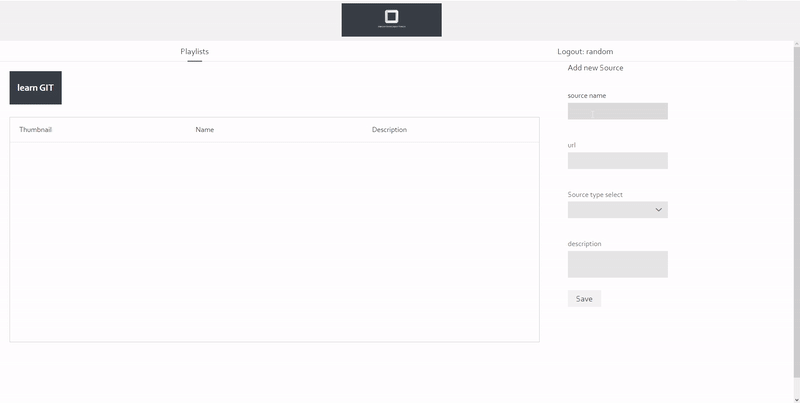 Playlists
Logout: random
Add new Source
learn GIT
source name
Thumbnail
Name
Description
url
Source type select
description
Save